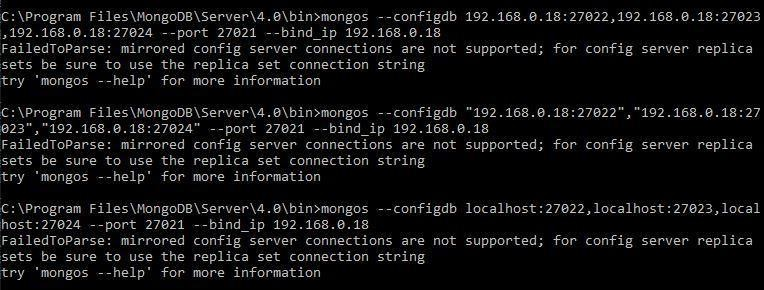 C:\Program Files\MongoDB\Server\4.0\bin>mongos --configdb 192.168.0.18:27022,192.168.0.18:27023
,192.168.0.18:27024 --port 27021 --bind_ip 192.168.0.18
FailedToParse: mirrored config server connections are not supported; for config server replica
sets be sure to use the replica set connection string
try 'mongos --help' for more information
C:\Program Files\MongoDB\Server\4.0\bin>mongos --configdb "192.168.0.18:27022","192.168.0.18:27
023","192.168.0.18:27024" --port 27021 --bind_ip 192.168.0.18
FailedToParse: mirrored config server connections are not supported; for config server replica
sets be sure to use the replica set connection string
try 'mongos --help' for more information
C:\Program Files\MongoDB\Server\4.0\bin>mongos --configdb localhost:27022,localhost:27023,local
host:27024 --port 27021 --bind_ip 192.168.0.18
FailedToParse: mirrored config server connections are not supported; for config server replica
sets be sure to use the replica set connection string
try 'mongos --help' for more information